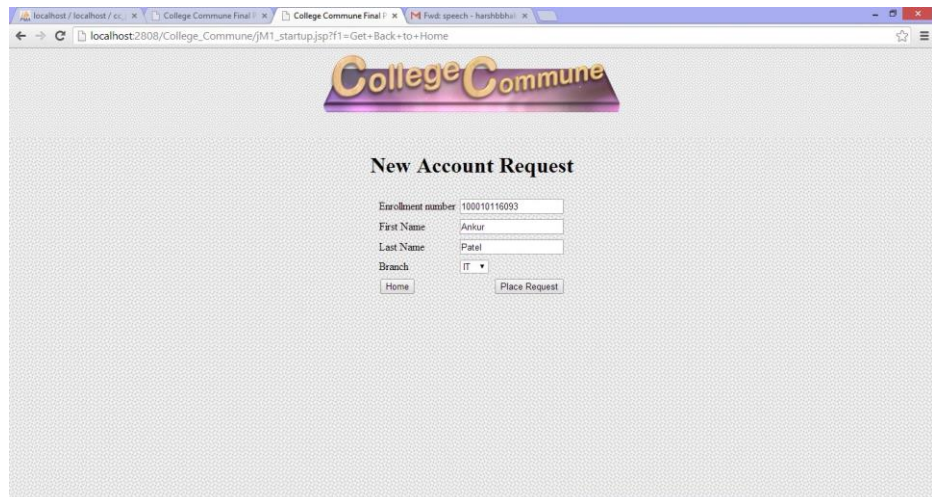 localhost / localhost / cc_
College Commune Final P
College Commune Final P
Fwd: speech - harshbbhat
localhost:2808/College_Commune/jM1_startup.jsp?f1=Get+Back+to+Home
College Commune
New Account Request
Enrollment number 100010116093
First Name Ankur
Last Name Patel
Branch IT
Home Place Request